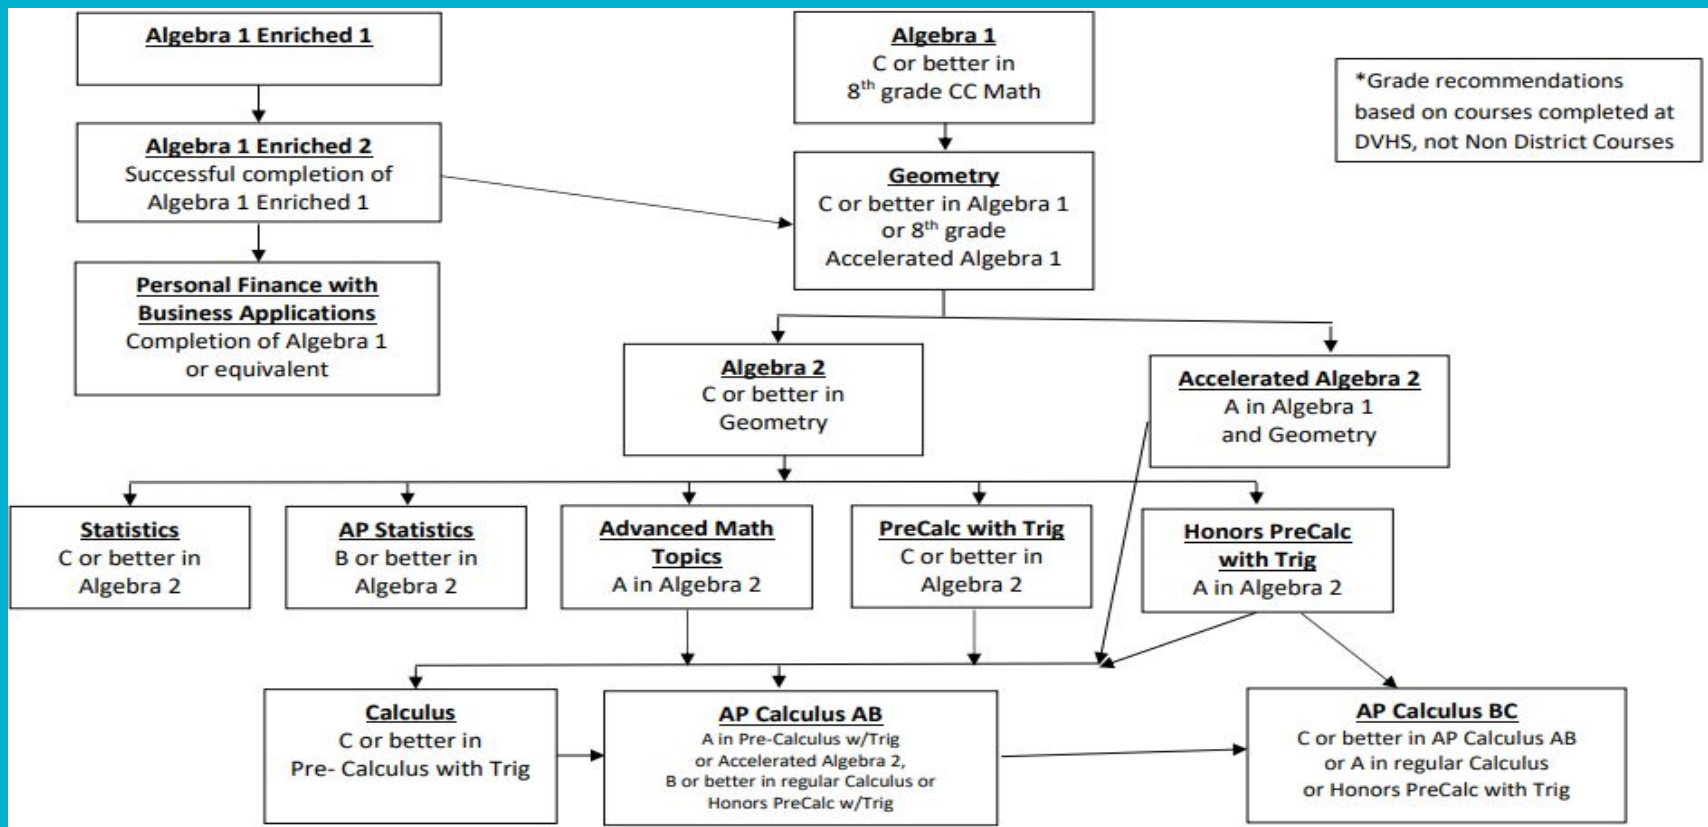 Algebra 1 Enriched 1
Algebra 1
C or better in
8th grade CC Math
*Grade recommendations
based on courses completed at
DVHS, not Non District Courses
Algebra 1 Enriched 2
Successful completion of
Algebra 1 Enriched 1
Geometry
C or better in Algebra 1
or 8th grade
Accelerated Algebra 1
Personal Finance with
Business Applications
Completion of Algebra 1
or equivalent
Algebra 2
C or better in
Geometry
Accelerated Algebra 2
A in Algebra 1
and Geometry
Statistics
C or better in
Algebra 2
AP Statistics
B or better in
Algebra 2
Advanced Math
Topics
A in Algebra 2
PreCalc with Trig
C or better in
Algebra 2
Honors PreCalc
with Trig
A in Algebra 2
Calculus
C or better in
Pre- Calculus with Trig
AP Calculus AB
A in Pre-Calculus w/Trig
or Accelerated Algebra 2,
B or better in regular Calculus or
Honors PreCalc w/Trig
AP Calculus BC
C or better in AP Calculus AB
or A in regular Calculus
or Honors PreCalc with Trig